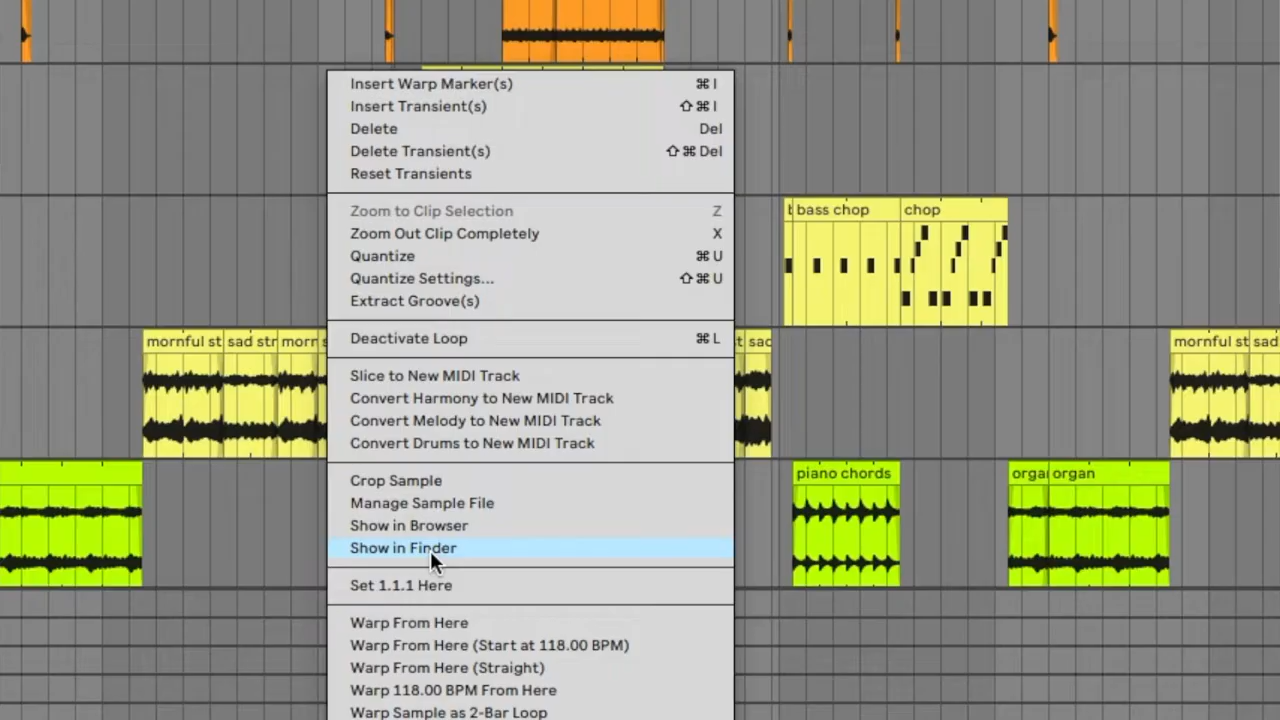 Insert Warp Marker(s) ⌘ I
Insert Transient(s) ⇧ ⌘ I
Delete Del
Delete Transient(s) ⇧ ⌘ Del
Reset Transients
Zoom to Clip Selection Z
Zoom Out Clip Completely X
Quantize ⌘ U
Quantize Settings... ⇧ ⌘ U
Extract Groove(s)
Deactivate Loop ⌘ L
Slice to New MIDI Track
Convert Harmony to New MIDI Track
Convert Melody to New MIDI Track
Convert Drums to New MIDI Track
Crop Sample
Manage Sample File
Show in Browser
Show in Finder
Set 1.1.1 Here
Warp From Here
Warp From Here (Start at 118.00 BPM)
Warp From Here (Straight)
Warp 118.00 BPM From Here
Warp Sample as 2-Bar Loop
bass chop chop
mornful st sad str morn s
sad
mornful st sad
piano chords
organ